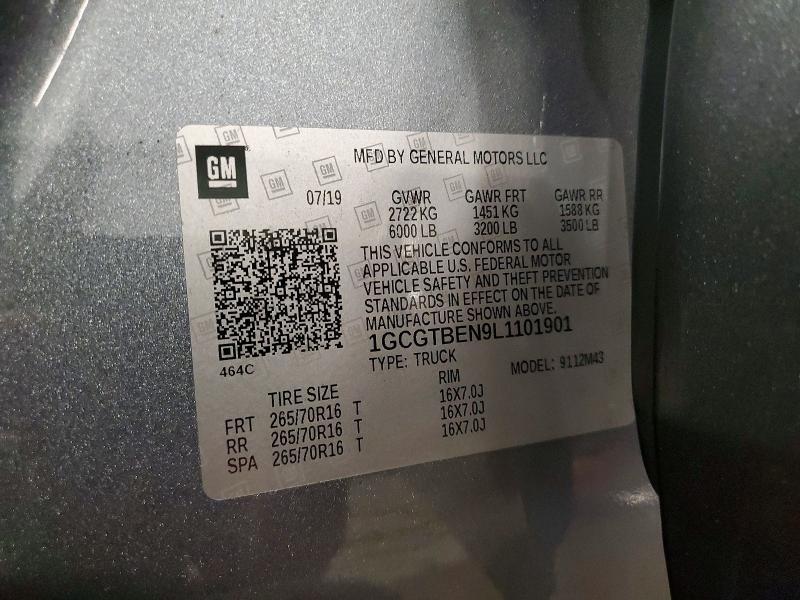 GM
MFD BY GENERAL MOTORS LLC
07/19 GVWR GAWR FRT GAWR RR
2722 KG 1451 KG 1588 KG
6000 LB 3200 LB 3500 LB
THIS VEHICLE CONFORMS TO ALL
APPLICABLE U.S. FEDERAL MOTOR
VEHICLE SAFETY AND THEFT PREVENTION
STANDARDS IN EFFECT ON THE DATE OF
MANUFACTURE SHOWN ABOVE.
1GCGTBEN9L1101901
464C
TYPE: TRUCK MODEL: 9112M43
TIRE SIZE RIM
FRT 265/70R16 T 16X7.0J
RR 265/70R16 T 16X7.0J
SPA 265/70R16 T 16X7.0J